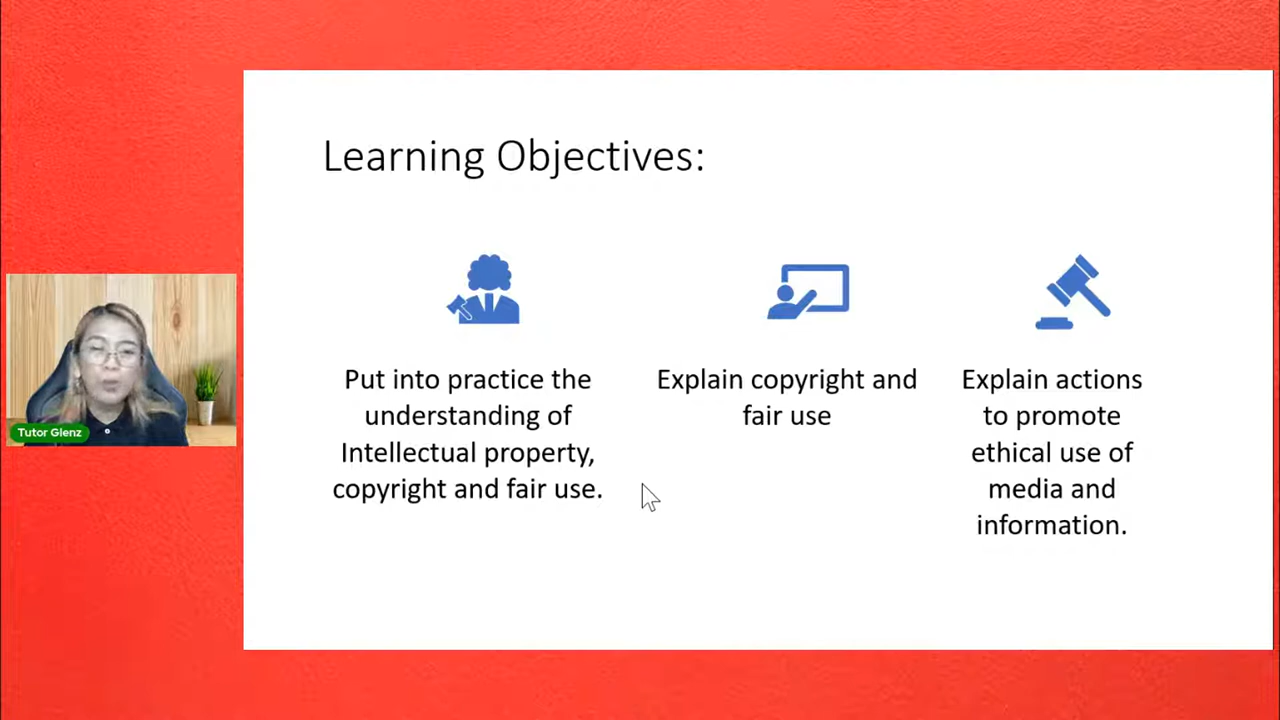 Learning Objectives:
Put into practice the
understanding of
Intellectual property,
copyright and fair use.
Explain copyright and
fair use
Explain actions
to promote
ethical use of
media and
information.
Tutor Glenz